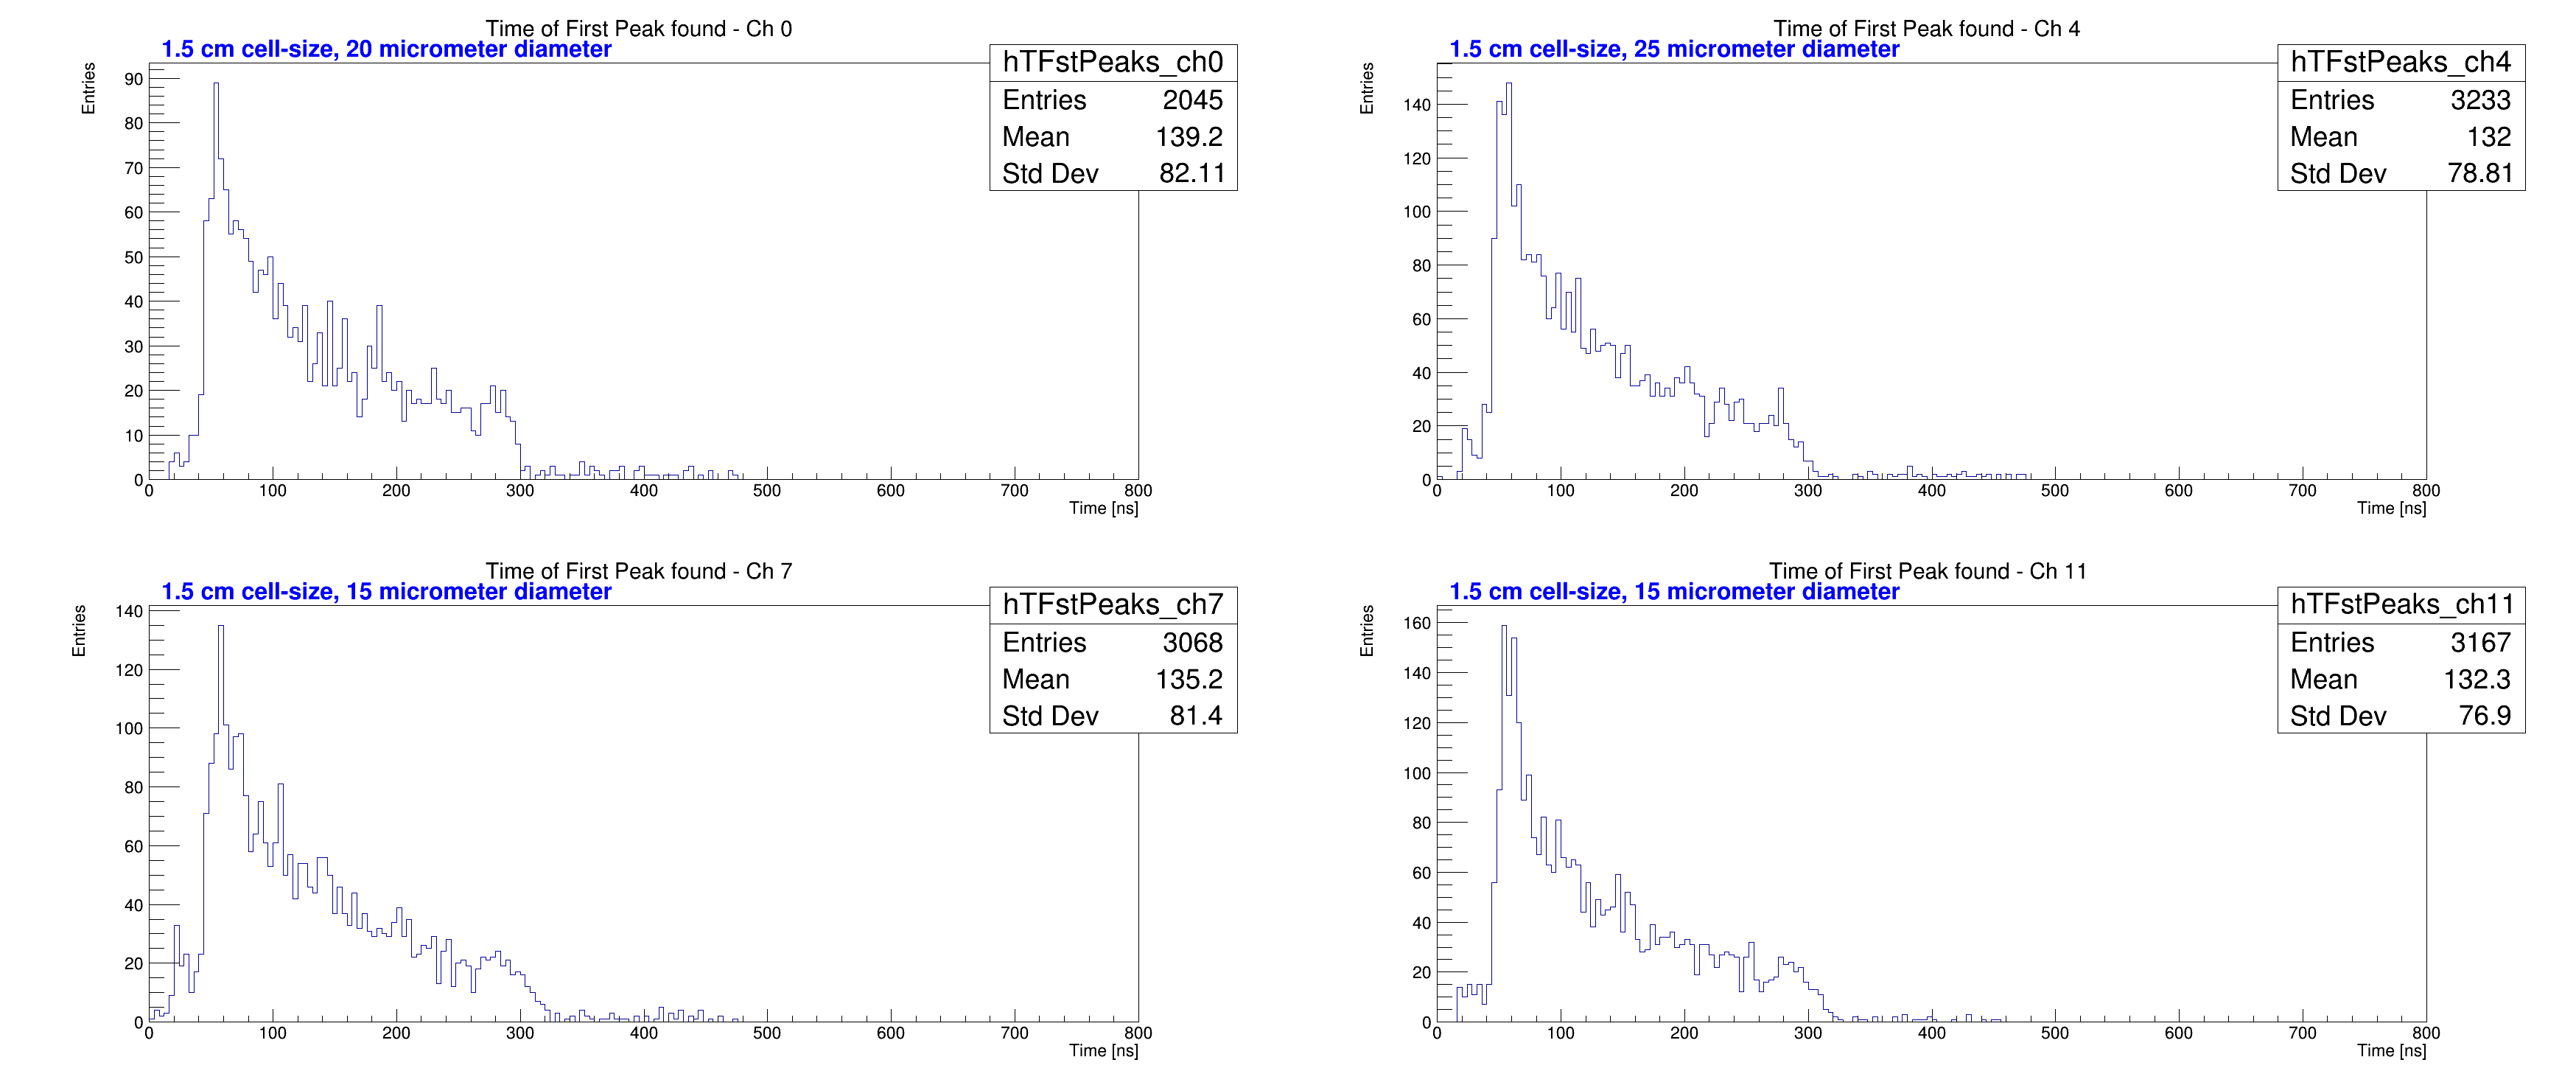 Time of First Peak found - Ch 0
1.5 cm cell-size, 20 micrometer diameter
hTFstPeaks_ch0
Entries 2045
Mean 139.2
Std Dev 82.11
Entries
90
80
70
60
50
40
30
20
10
0
0 100 200 300 400 500 600 700 800
Time [ns]
Time of First Peak found - Ch 4
1.5 cm cell-size, 25 micrometer diameter
hTFstPeaks_ch4
Entries 3233
Mean 132
Std Dev 78.81
Entries
140
120
100
80
60
40
20
0
0 100 200 300 400 500 600 700 800
Time [ns]
Time of First Peak found - Ch 7
1.5 cm cell-size, 15 micrometer diameter
hTFstPeaks_ch7
Entries 3068
Mean 135.2
Std Dev 81.4
Entries
140
120
100
80
60
40
20
0
0 100 200 300 400 500 600 700 800
Time [ns]
Time of First Peak found - Ch 11
1.5 cm cell-size, 15 micrometer diameter
hTFstPeaks_ch11
Entries 3167
Mean 132.3
Std Dev 76.9
Entries
160
140
120
100
80
60
40
20
0
0 100 200 300 400 500 600 700 800
Time [ns]